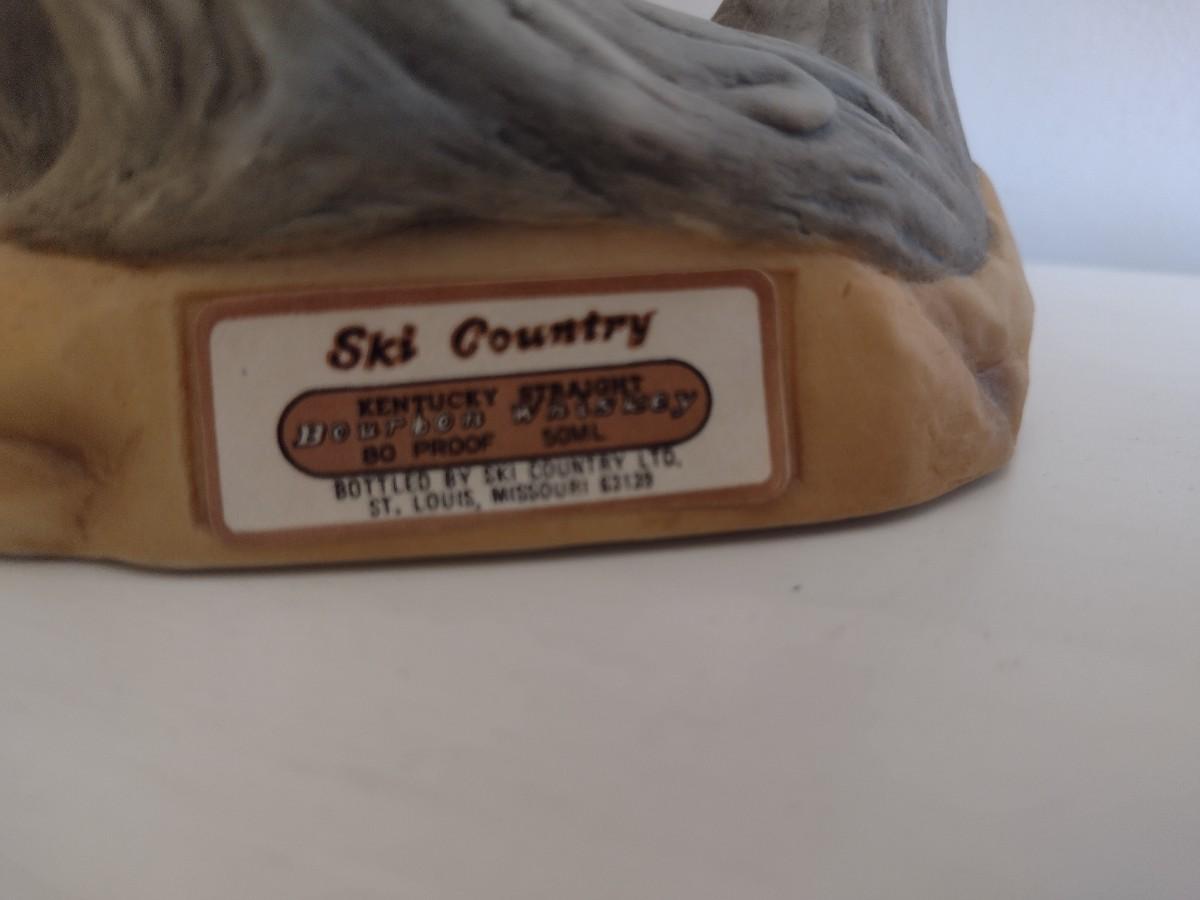 Ski Country
KENTUCKY STRAIGHT
Bourbon Whiskey
80 PROOF 50ML
BOTTLED BY SKI COUNTRY LTD.
ST. LOUIS, MISSOURI 63139